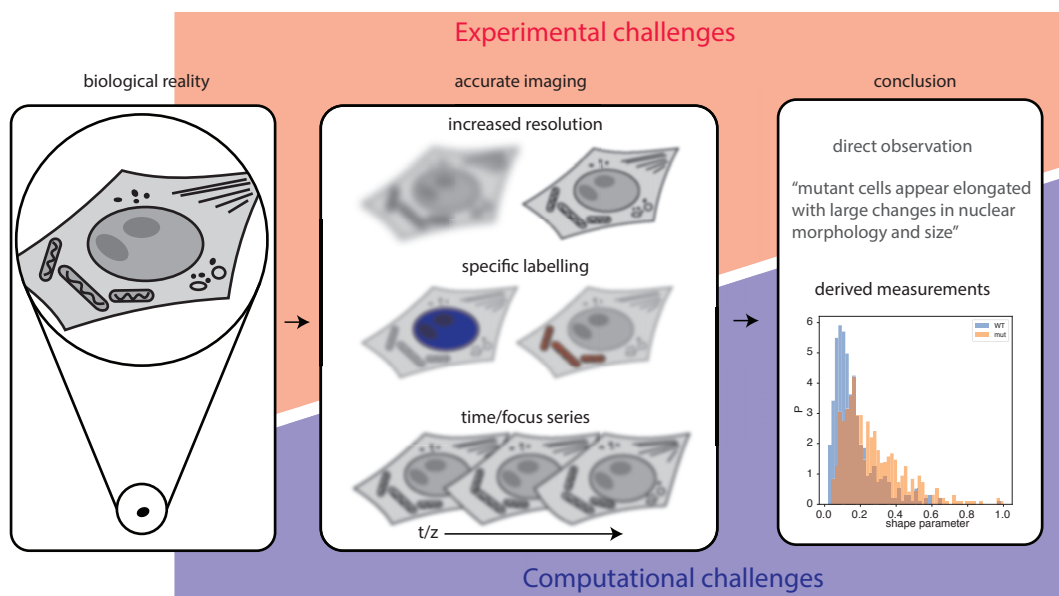 Experimental challenges
biological reality
accurate imaging
conclusion
increased resolution
specific labelling
time/focus series
t/z
direct observation
“mutant cells appear elongated
with large changes in nuclear
morphology and size”
derived measurements
WT
mut
P
6
5
4
3
2
1
0
0.0 0.2 0.4 0.6 0.8 1.0
shape parameter
Computational challenges